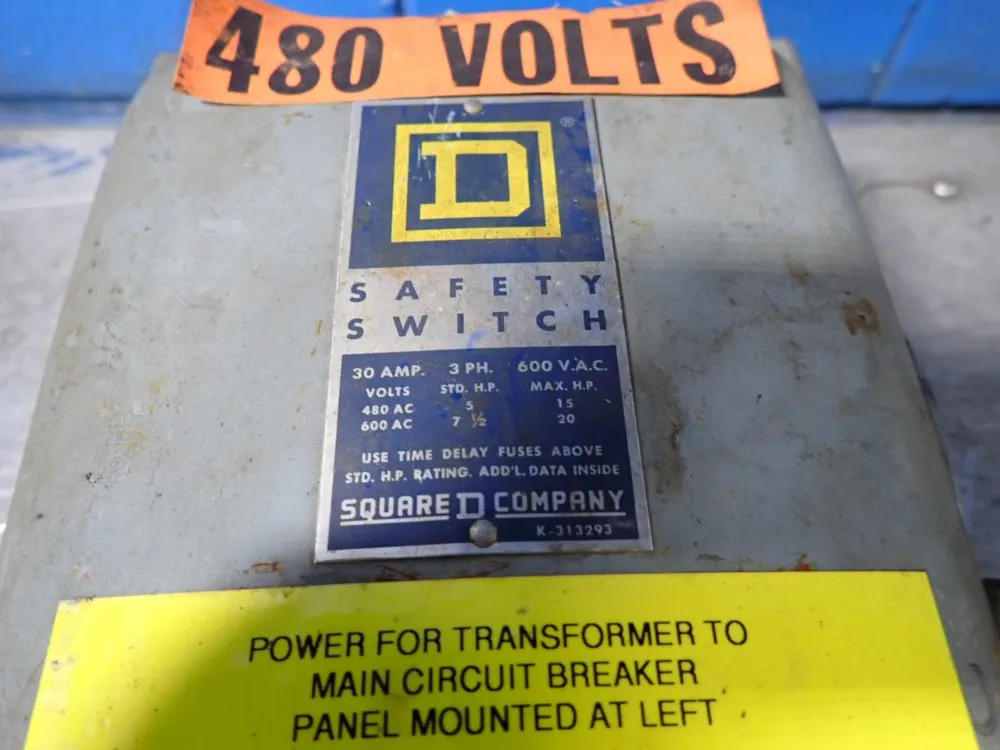 480 VOLTS
D ®
SAFETY
SWITCH
30 AMP. 3 PH. 600 V.A.C.
VOLTS STD. H.P. MAX. H.P.
480 AC 5 15
600 AC 7 ½ 20
USE TIME DELAY FUSES ABOVE
STD. H.P. RATING. ADD'L. DATA INSIDE
SQUARE D COMPANY
K-313293
POWER FOR TRANSFORMER TO
MAIN CIRCUIT BREAKER
PANEL MOUNTED AT LEFT